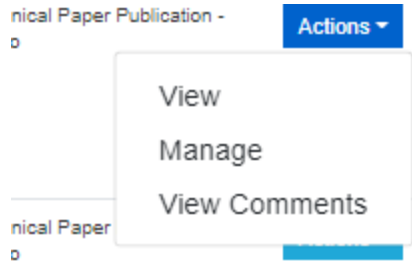 nical Paper Publication -
o
Actions
View
Manage
View Comments
nical Paper
o